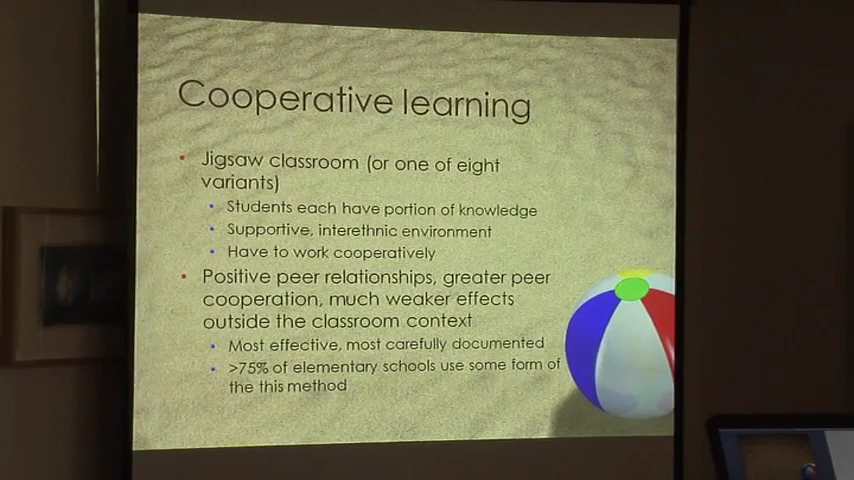 Cooperative learning
• Jigsaw classroom (or one of eight
variants)
• Students each have portion of knowledge
• Supportive, interethnic environment
• Have to work cooperatively
• Positive peer relationships, greater peer
cooperation, much weaker effects
outside the classroom context
• Most effective, most carefully documented
• >75% of elementary schools use some form of
the this method